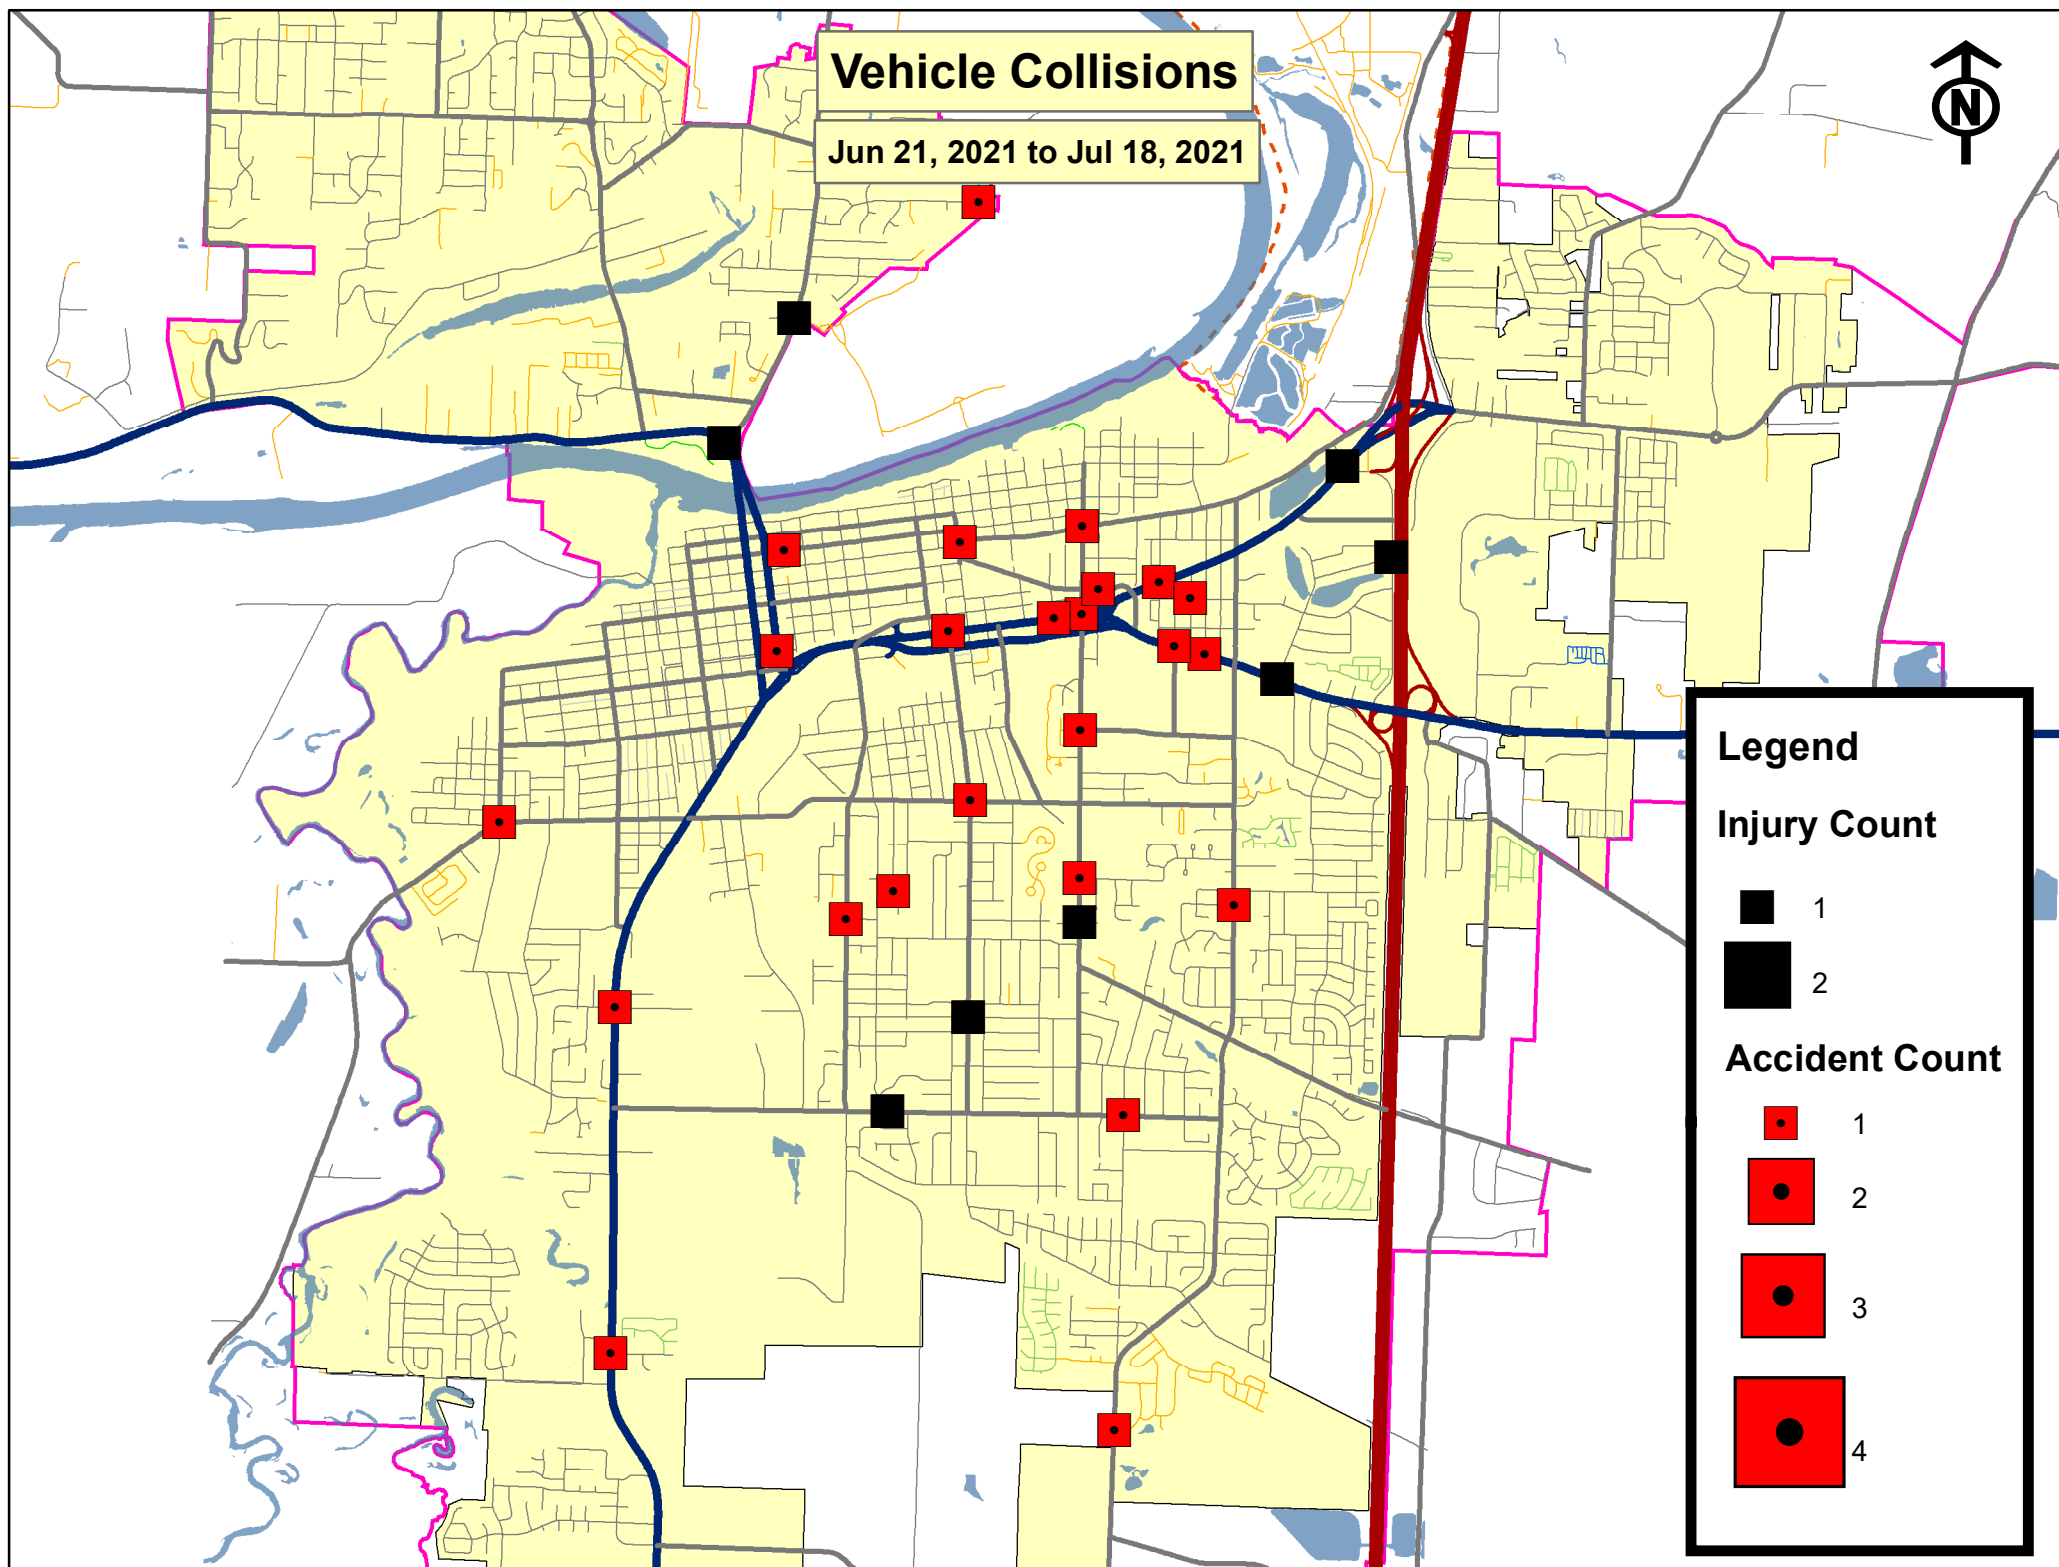 Vehicle Collisions
Jun 21, 2021 to Jul 18, 2021
N
Legend
Injury Count
1
2
Accident Count
1
2
3
4